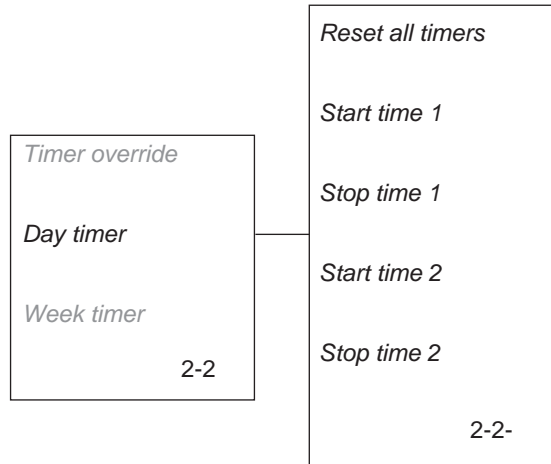 Timer override
Day timer
Week timer
2-2
Reset all timers
Start time 1
Stop time 1
Start time 2
Stop time 2
2-2-